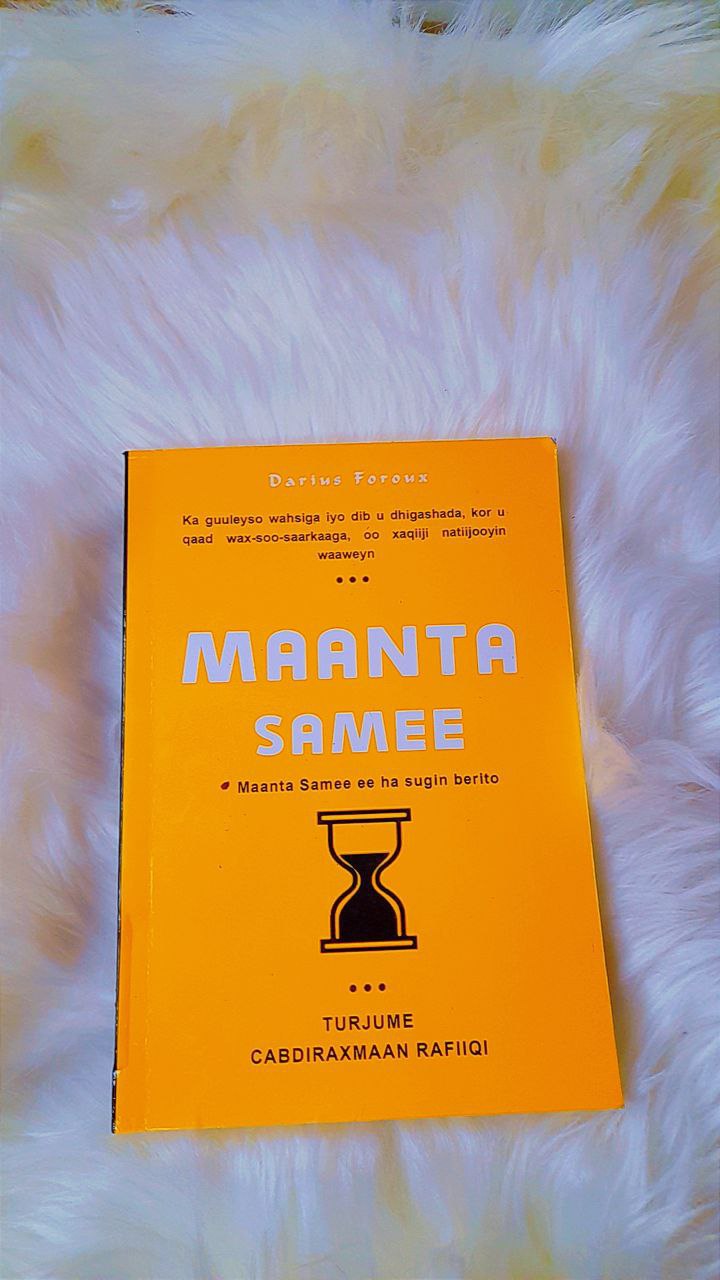 Darius Foroux
Ka guuleyso wahsiga iyo dib u dhigashada, kor u
qaad wax-soo-saarkaaga, oo xaqiiji natiijooyin
waaweyn
MAANTA
SAMEE
Maanta Samee ee ha sugin berito
TURJUME
CABDIRAXMAAN RAFIIQI